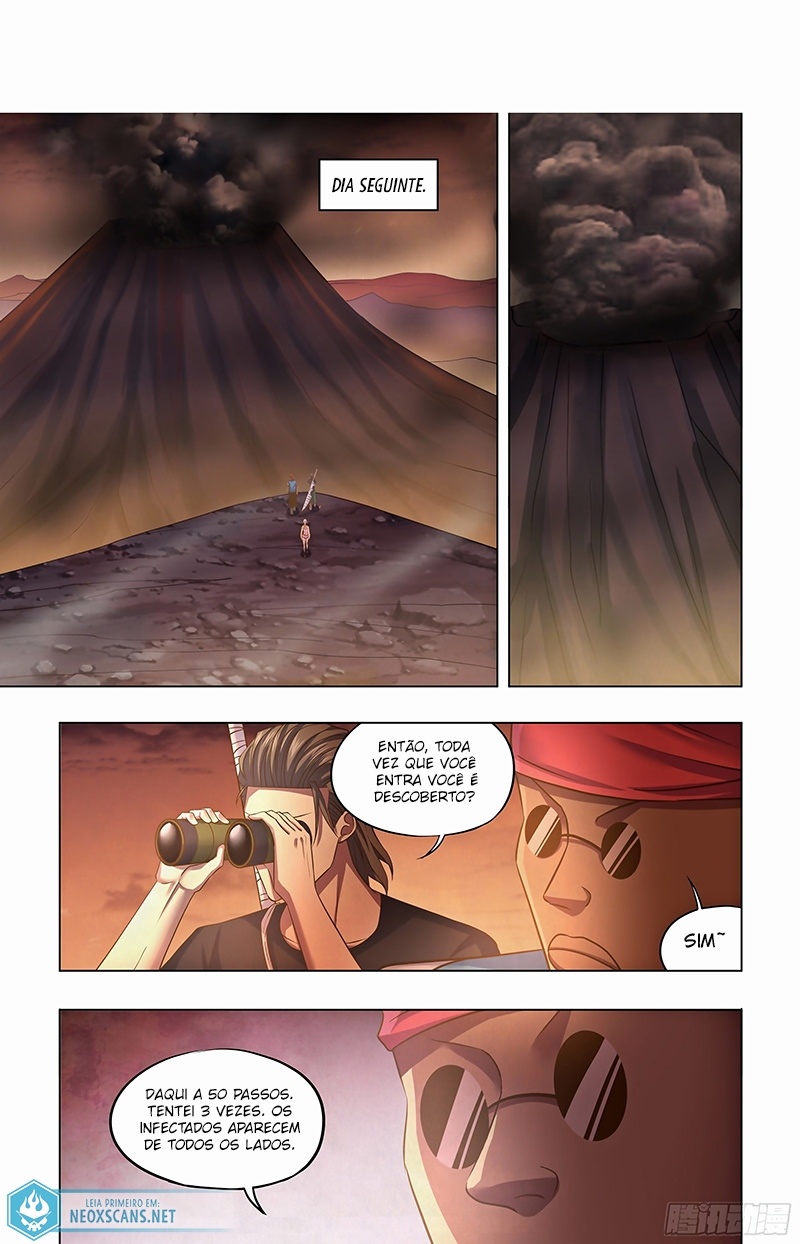 DIA SEGUINTE.
ENTÃO, TODA
VEZ QUE VOCÊ
ENTRA VOCÊ É
DESCOBERTO?
SIM~
DAQUI A 50 PASSOS.
TENTEI 3 VEZES. OS
INFECTADOS APARECEM
DE TODOS OS LADOS.
LEIA PRIMEIRO EM:
NEOXSCANS.NET
腾讯动漫